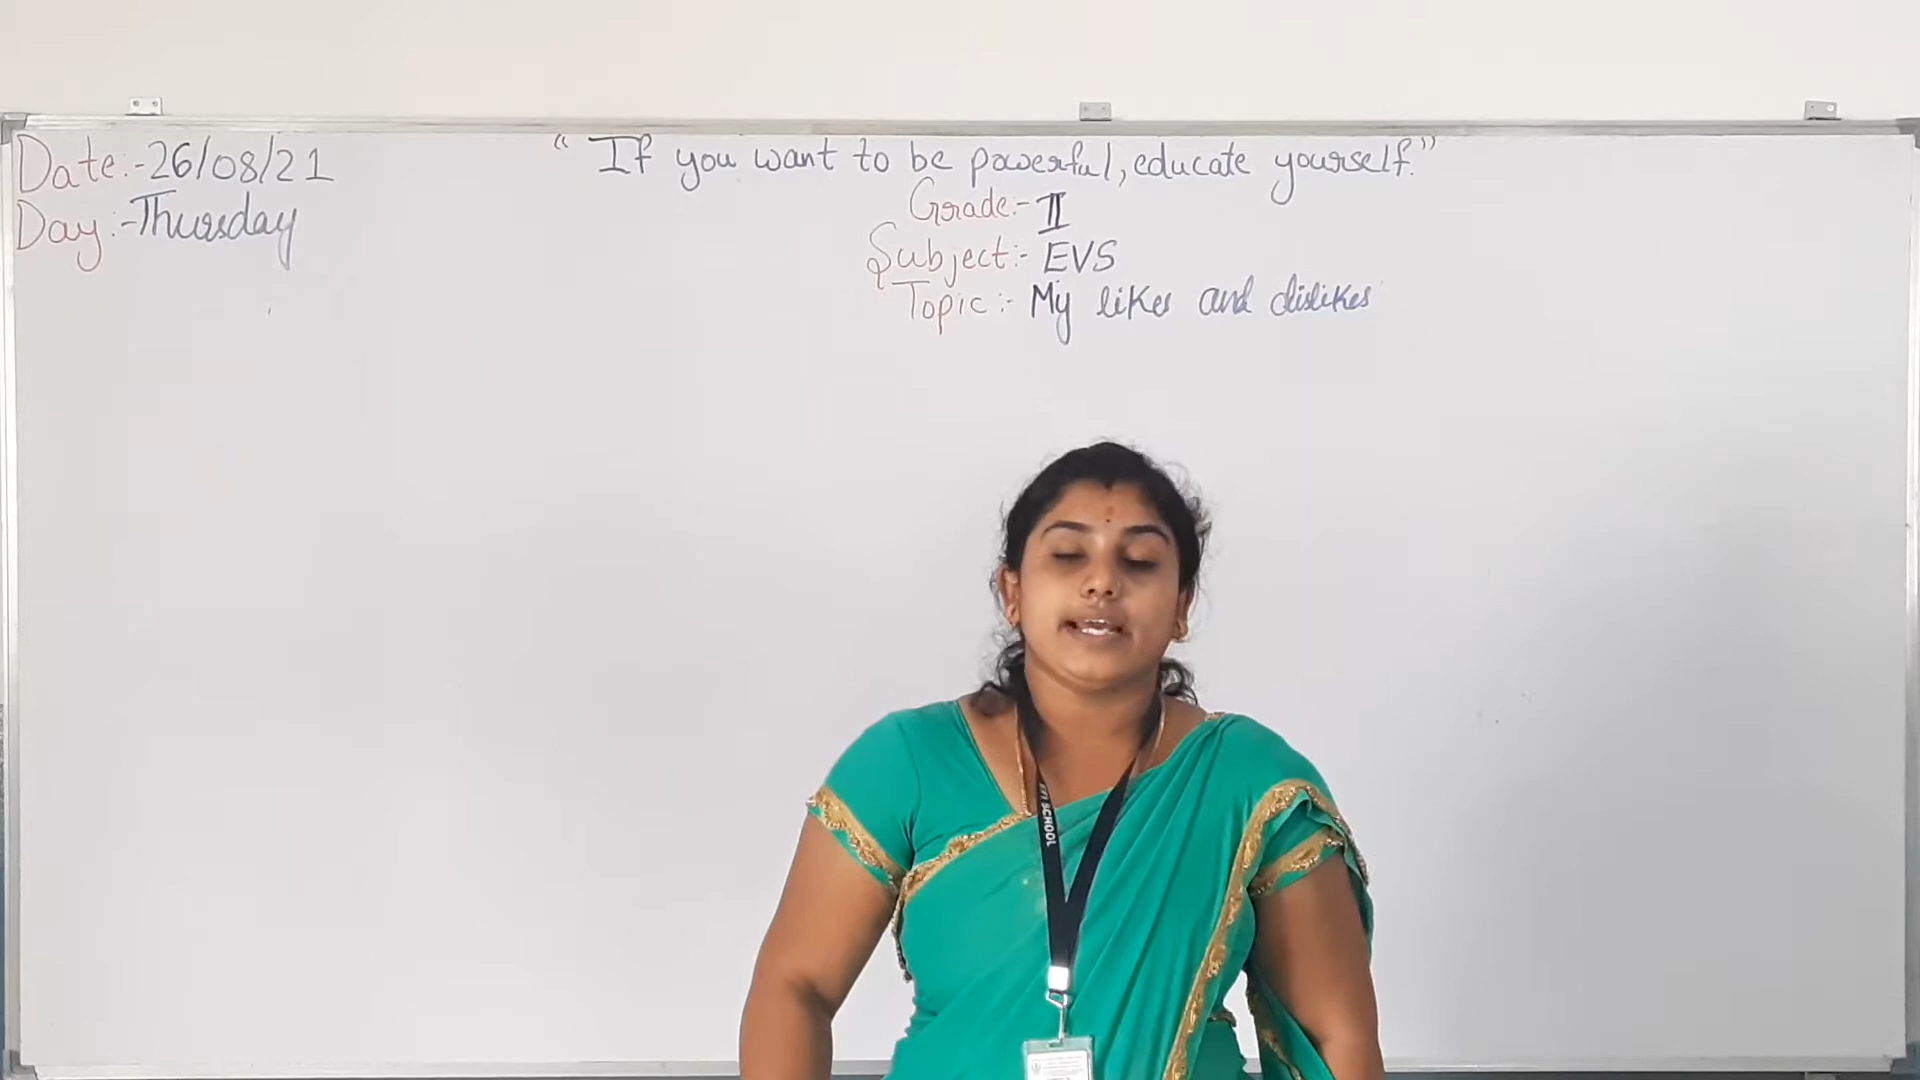 Date:-26/08/21
Day:-Thursday
"If you want to be powerful, educate yourself."
Grade:- II
Subject:- EVS
Topic:- My likes and dislikes
SCHOOL